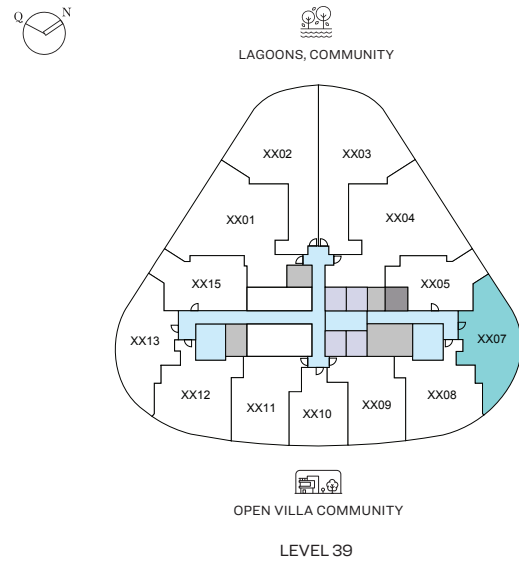 Q N
LAGOONS, COMMUNITY
XX02 XX03
XX01 XX04
XX15 XX05
XX13 XX07
XX12 XX08
XX11 XX10 XX09
OPEN VILLA COMMUNITY
LEVEL 39